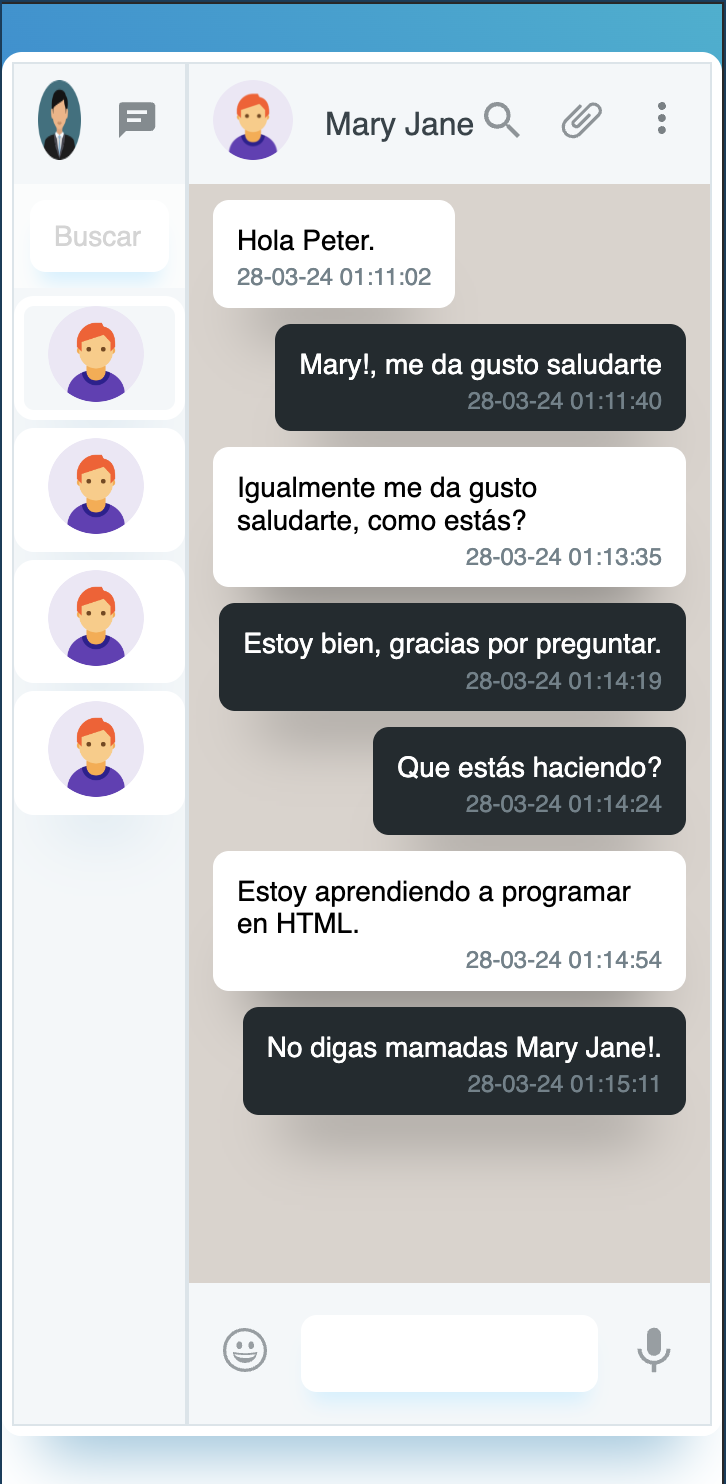 Mary Jane
Buscar
Hola Peter.
28-03-24 01:11:02
Mary!, me da gusto saludarte
28-03-24 01:11:40
Igualmente me da gusto
saludarte, como estás?
28-03-24 01:13:35
Estoy bien, gracias por preguntar.
28-03-24 01:14:19
Que estás haciendo?
28-03-24 01:14:24
Estoy aprendiendo a programar
en HTML.
28-03-24 01:14:54
No digas mamadas Mary Jane!.
28-03-24 01:15:11